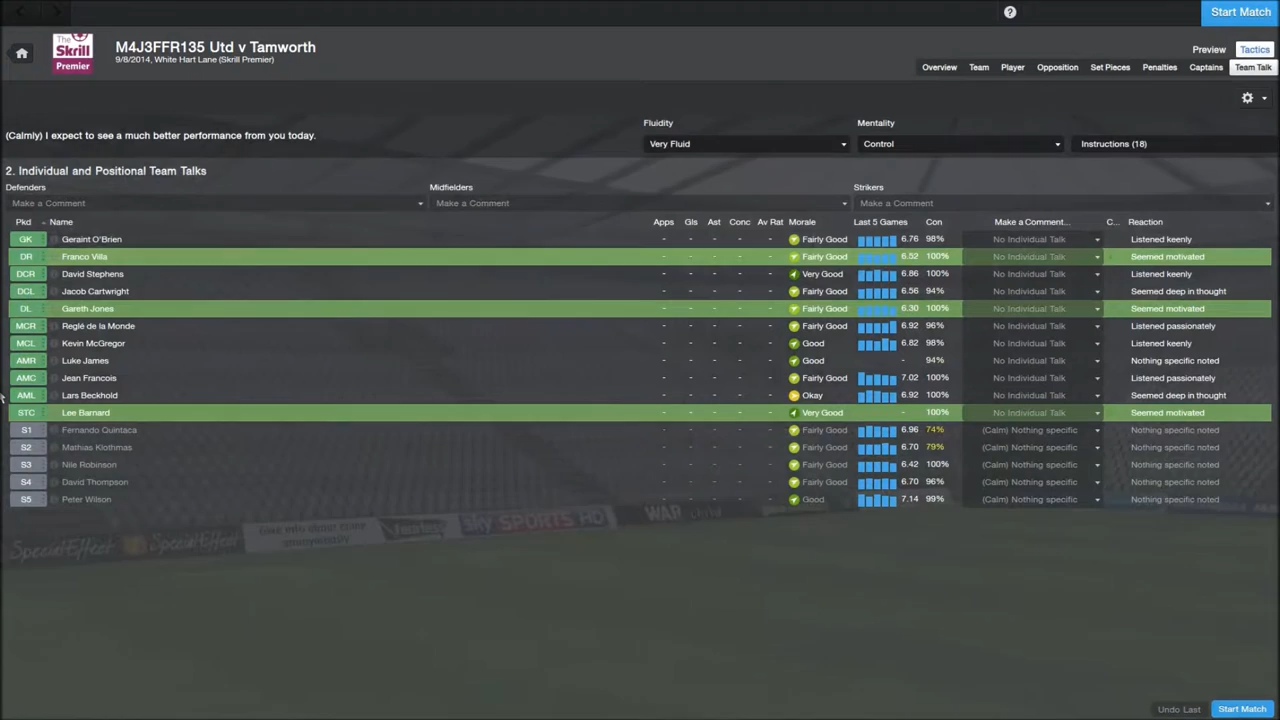 Start Match
The Skrill Premier
M4J3FFR135 Utd v Tamworth
9/8/2014, White Hart Lane (Skrill Premier)
Preview Tactics
Overview Team Player Opposition Set Pieces Penalties Captains Team Talk
Fluidity Mentality
(Calmly) I expect to see a much better performance from you today.
Very Fluid Control Instructions (18)
2. Individual and Positional Team Talks
Defenders Midfielders Strikers
Make a Comment Make a Comment Make a Comment
Pkd Name Apps Gls Ast Conc Av Rat Morale Last 5 Games Con Make a Comment... C... Reaction
GK Geraint O'Brien - - - - - Fairly Good 6.76 98% No Individual Talk Listened keenly
DR Franco Villa - - - - - Fairly Good 6.52 100% No Individual Talk Seemed motivated
DCR David Stephens - - - - - Very Good 6.86 100% No Individual Talk Listened keenly
DCL Jacob Cartwright - - - - - Fairly Good 6.56 94% No Individual Talk Seemed deep in thought
DL Gareth Jones - - - - - Fairly Good 6.30 100% No Individual Talk Seemed motivated
MCR Reglé de la Monde - - - - - Fairly Good 6.92 96% No Individual Talk Listened passionately
MCL Kevin McGregor - - - - - Good 6.82 98% No Individual Talk Listened keenly
AMR Luke James - - - - - Good - 94% No Individual Talk Nothing specific noted
AMC Jean Francois - - - - - Fairly Good 7.02 100% No Individual Talk Listened passionately
AML Lars Beckhold - - - - - Okay 6.92 100% No Individual Talk Seemed deep in thought
STC Lee Barnard - - - - - Very Good - 100% No Individual Talk Seemed motivated
S1 Fernando Quintaca - - - - - Fairly Good 6.96 74% (Calm) Nothing specific Nothing specific noted
S2 Mathias Klothmas - - - - - Fairly Good 6.70 79% (Calm) Nothing specific Nothing specific noted
S3 Nile Robinson - - - - - Fairly Good 6.42 100% (Calm) Nothing specific Nothing specific noted
S4 David Thompson - - - - - Fairly Good 6.70 96% (Calm) Nothing specific Nothing specific noted
S5 Peter Wilson - - - - - Good 7.14 99% (Calm) Nothing specific Nothing specific noted
SpecialEffect SpecialEffect sky SPORTS HD WAR child
Undo Last Start Match